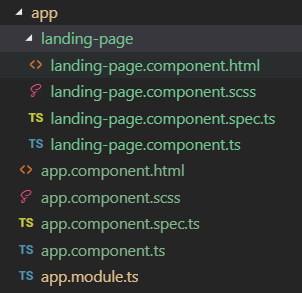 app
landing-page
<> landing-page.component.html
landing-page.component.scss
TS landing-page.component.spec.ts
TS landing-page.component.ts
<> app.component.html
app.component.scss
TS app.component.spec.ts
TS app.component.ts
TS app.module.ts